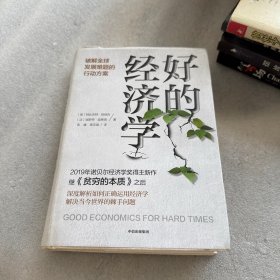 破解全球
发展难题的
行动方案
好的
经济学
2019年诺贝尔经济学奖得主新作
继《贫穷的本质》之后
深度解析如何正确运用经济学
解决当今世界的棘手问题
GOOD ECONOMICS FOR HARD TIMES
中信出版集团